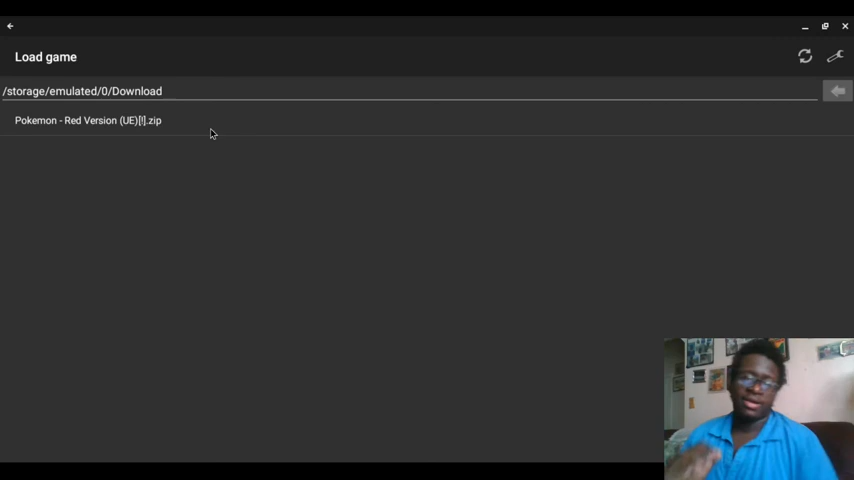 Load game
/storage/emulated/0/Download
Pokemon - Red Version (UE)[!].zip